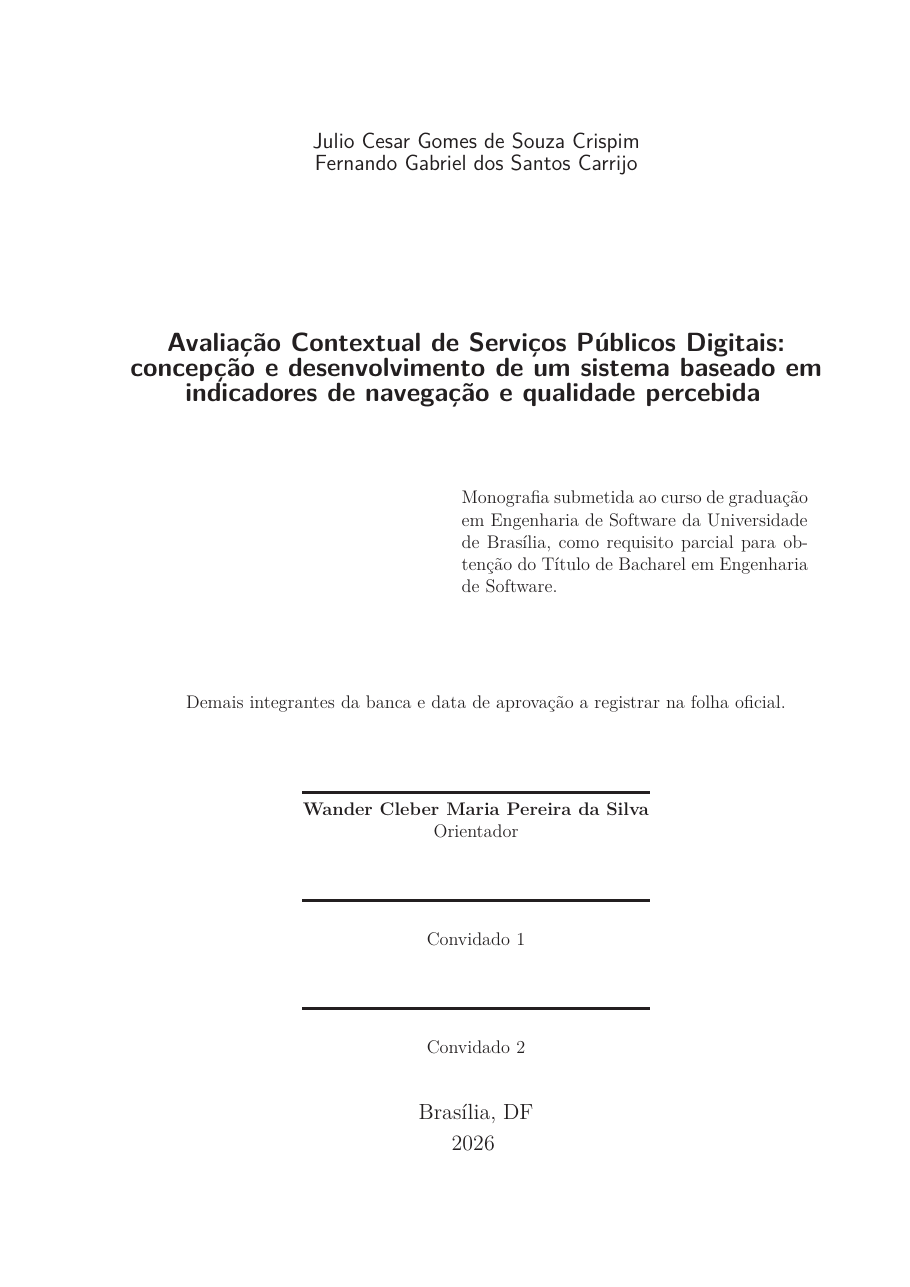 Julio Cesar Gomes de Souza Crispim
Fernando Gabriel dos Santos Carrijo
Avaliação Contextual de Serviços Públicos Digitais:
concepção e desenvolvimento de um sistema baseado em
indicadores de navegação e qualidade percebida
Monografia submetida ao curso de graduação
em Engenharia de Software da Universidade
de Brasília, como requisito parcial para ob-
tenção do Título de Bacharel em Engenharia
de Software.
Demais integrantes da banca e data de aprovação a registrar na folha oficial.
Wander Cleber Maria Pereira da Silva
Orientador
Convidado 1
Convidado 2
Brasília, DF
2026